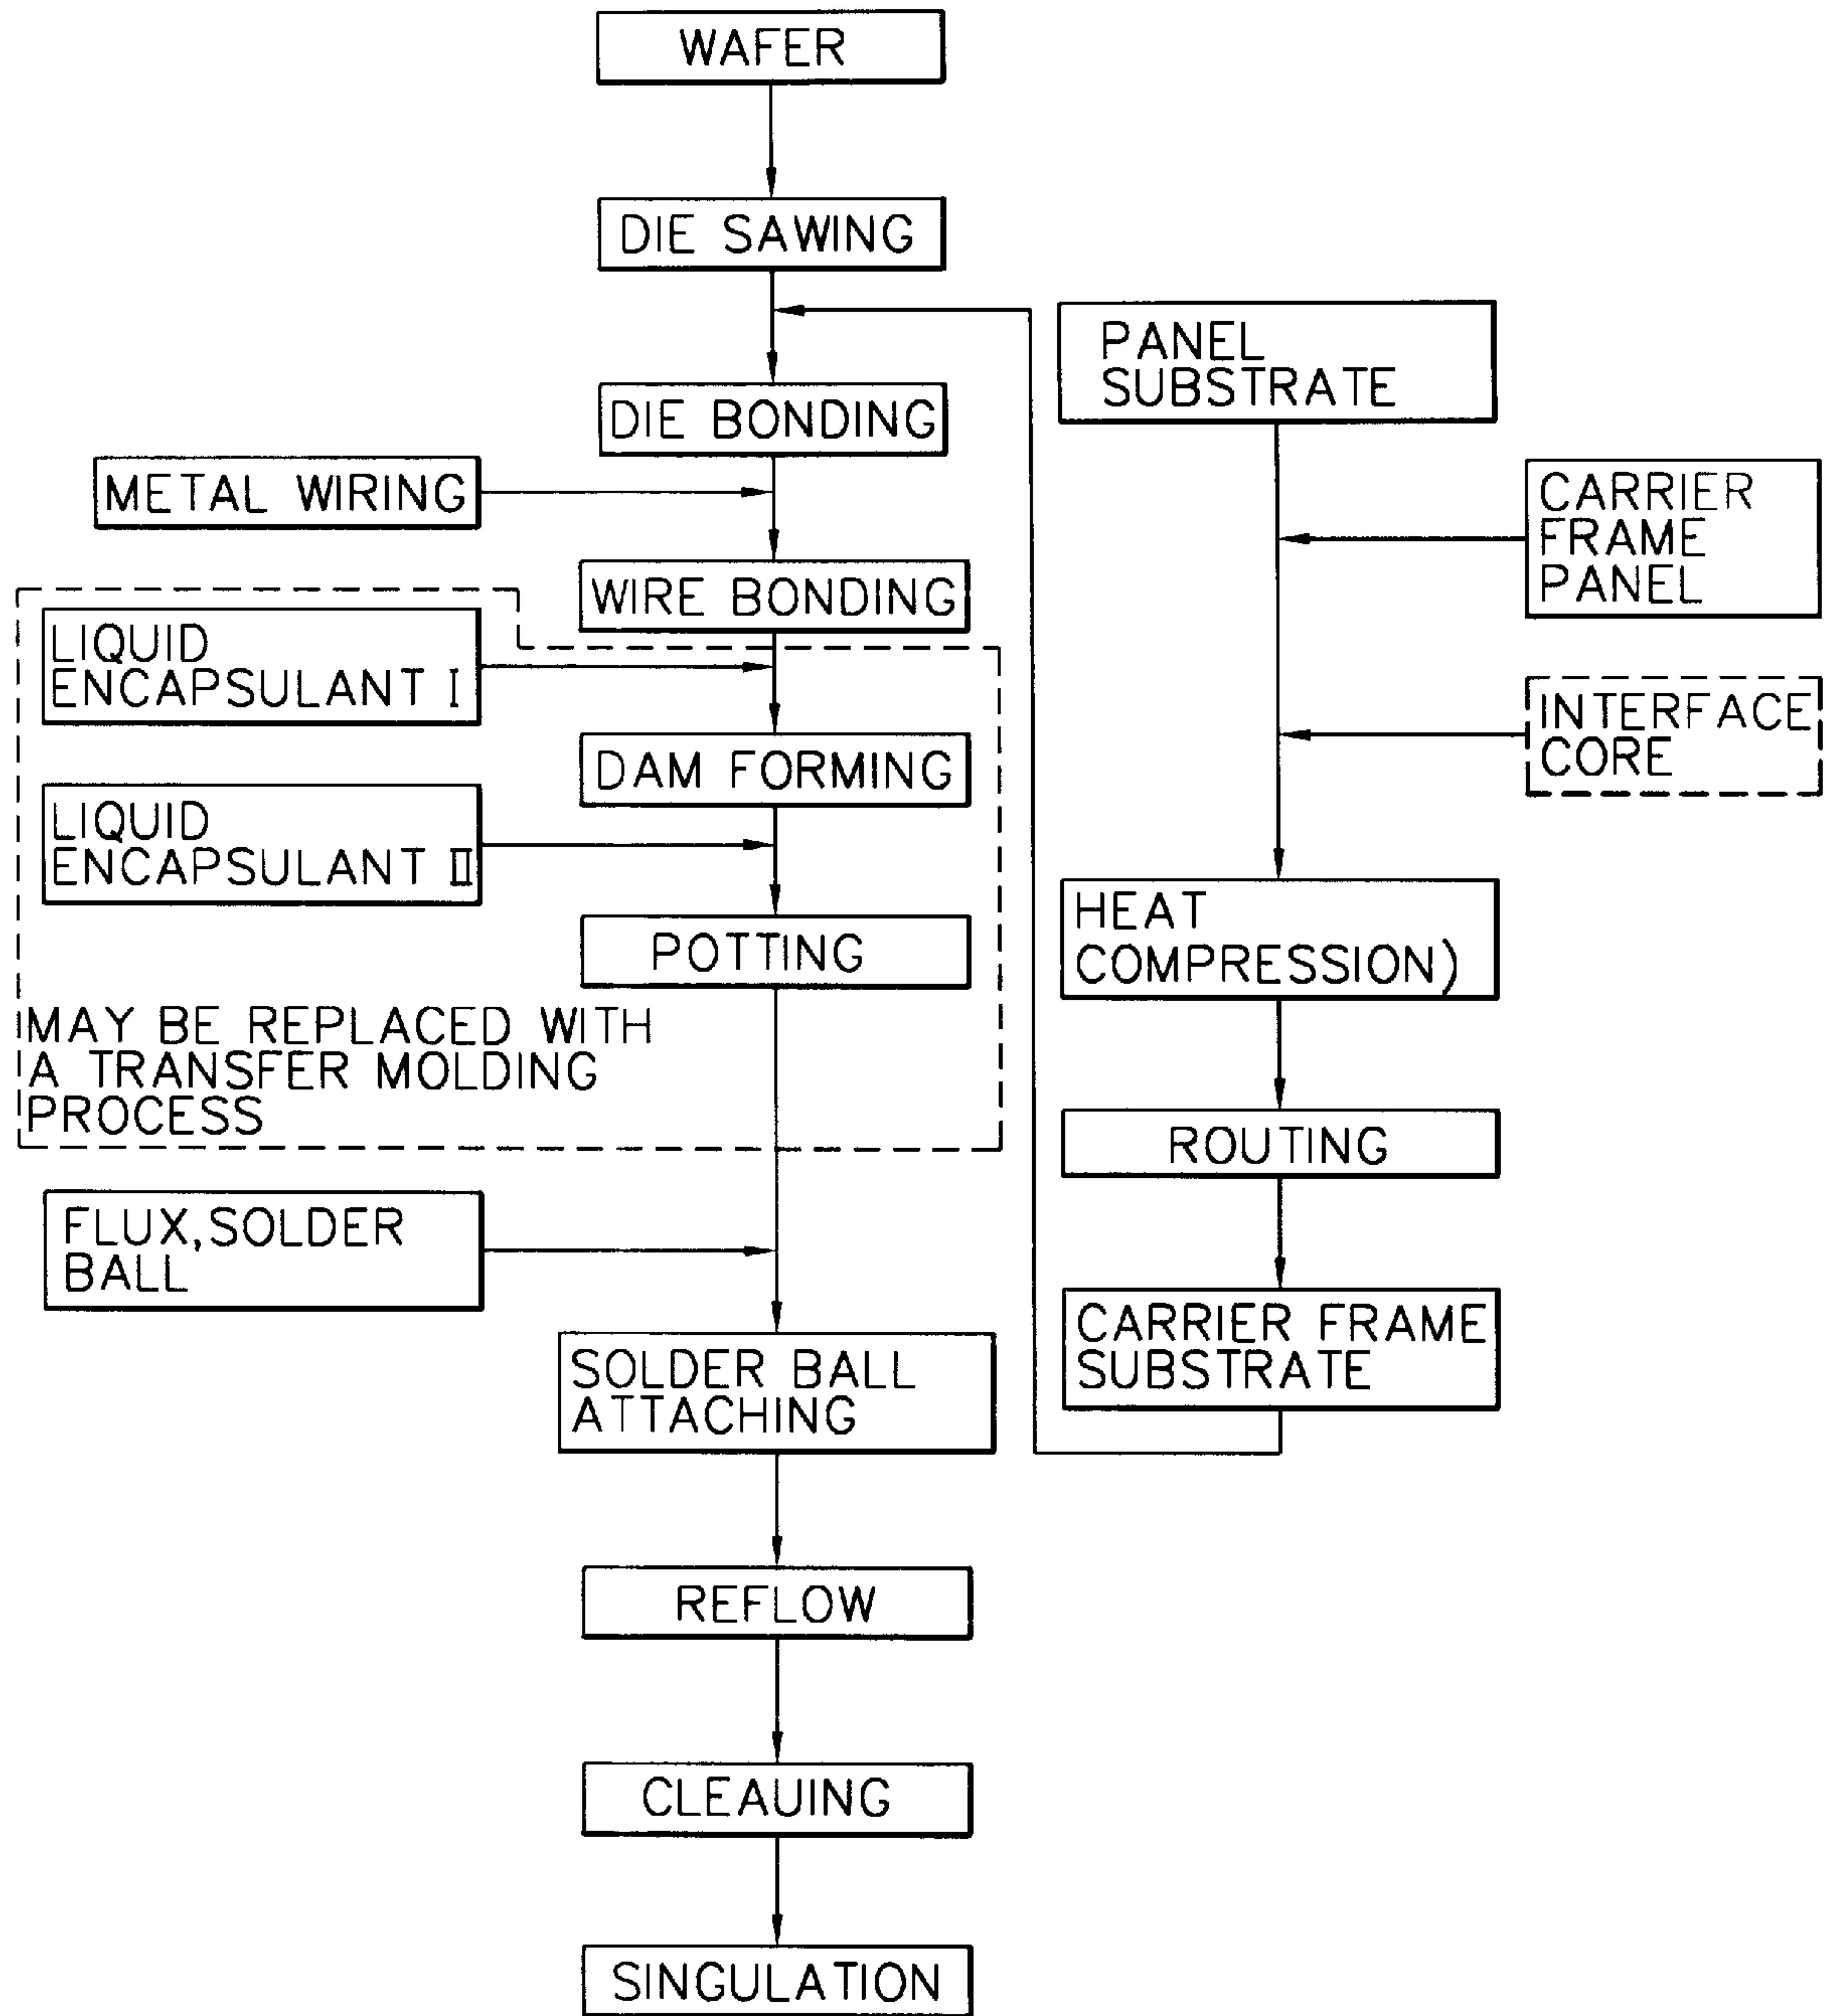 WAFER
DIE SAWING
PANEL
SUBSTRATE
DIE BONDING
METAL WIRING
CARRIER
FRAME
PANEL
WIRE BONDING
LIQUID
ENCAPSULANT I
INTERFACE
CORE
DAM FORMING
LIQUID
ENCAPSULANT II
HEAT
COMPRESSION)
POTTING
MAY BE REPLACED WITH
A TRANSFER MOLDING
PROCESS
ROUTING
FLUX,SOLDER
BALL
CARRIER FRAME
SUBSTRATE
SOLDER BALL
ATTACHING
REFLOW
CLEAUING
SINGULATION